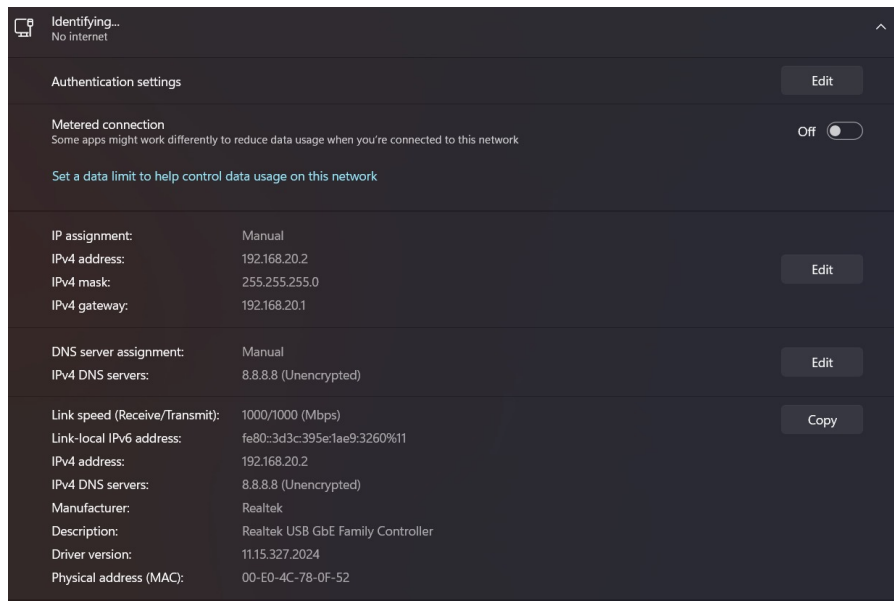 Identifying...
No internet
Authentication settings
Edit
Metered connection
Some apps might work differently to reduce data usage when you're connected to this network
Off
Set a data limit to help control data usage on this network
IP assignment: Manual
IPv4 address: 192.168.20.2
IPv4 mask: 255.255.255.0
IPv4 gateway: 192.168.20.1
Edit
DNS server assignment: Manual
IPv4 DNS servers: 8.8.8.8 (Unencrypted)
Edit
Link speed (Receive/Transmit): 1000/1000 (Mbps)
Copy
Link-local IPv6 address: fe80::3d3c:395e:1ae9:3260%11
IPv4 address: 192.168.20.2
IPv4 DNS servers: 8.8.8.8 (Unencrypted)
Manufacturer: Realtek
Description: Realtek USB GbE Family Controller
Driver version: 11.15.327.2024
Physical address (MAC): 00-E0-4C-78-0F-52